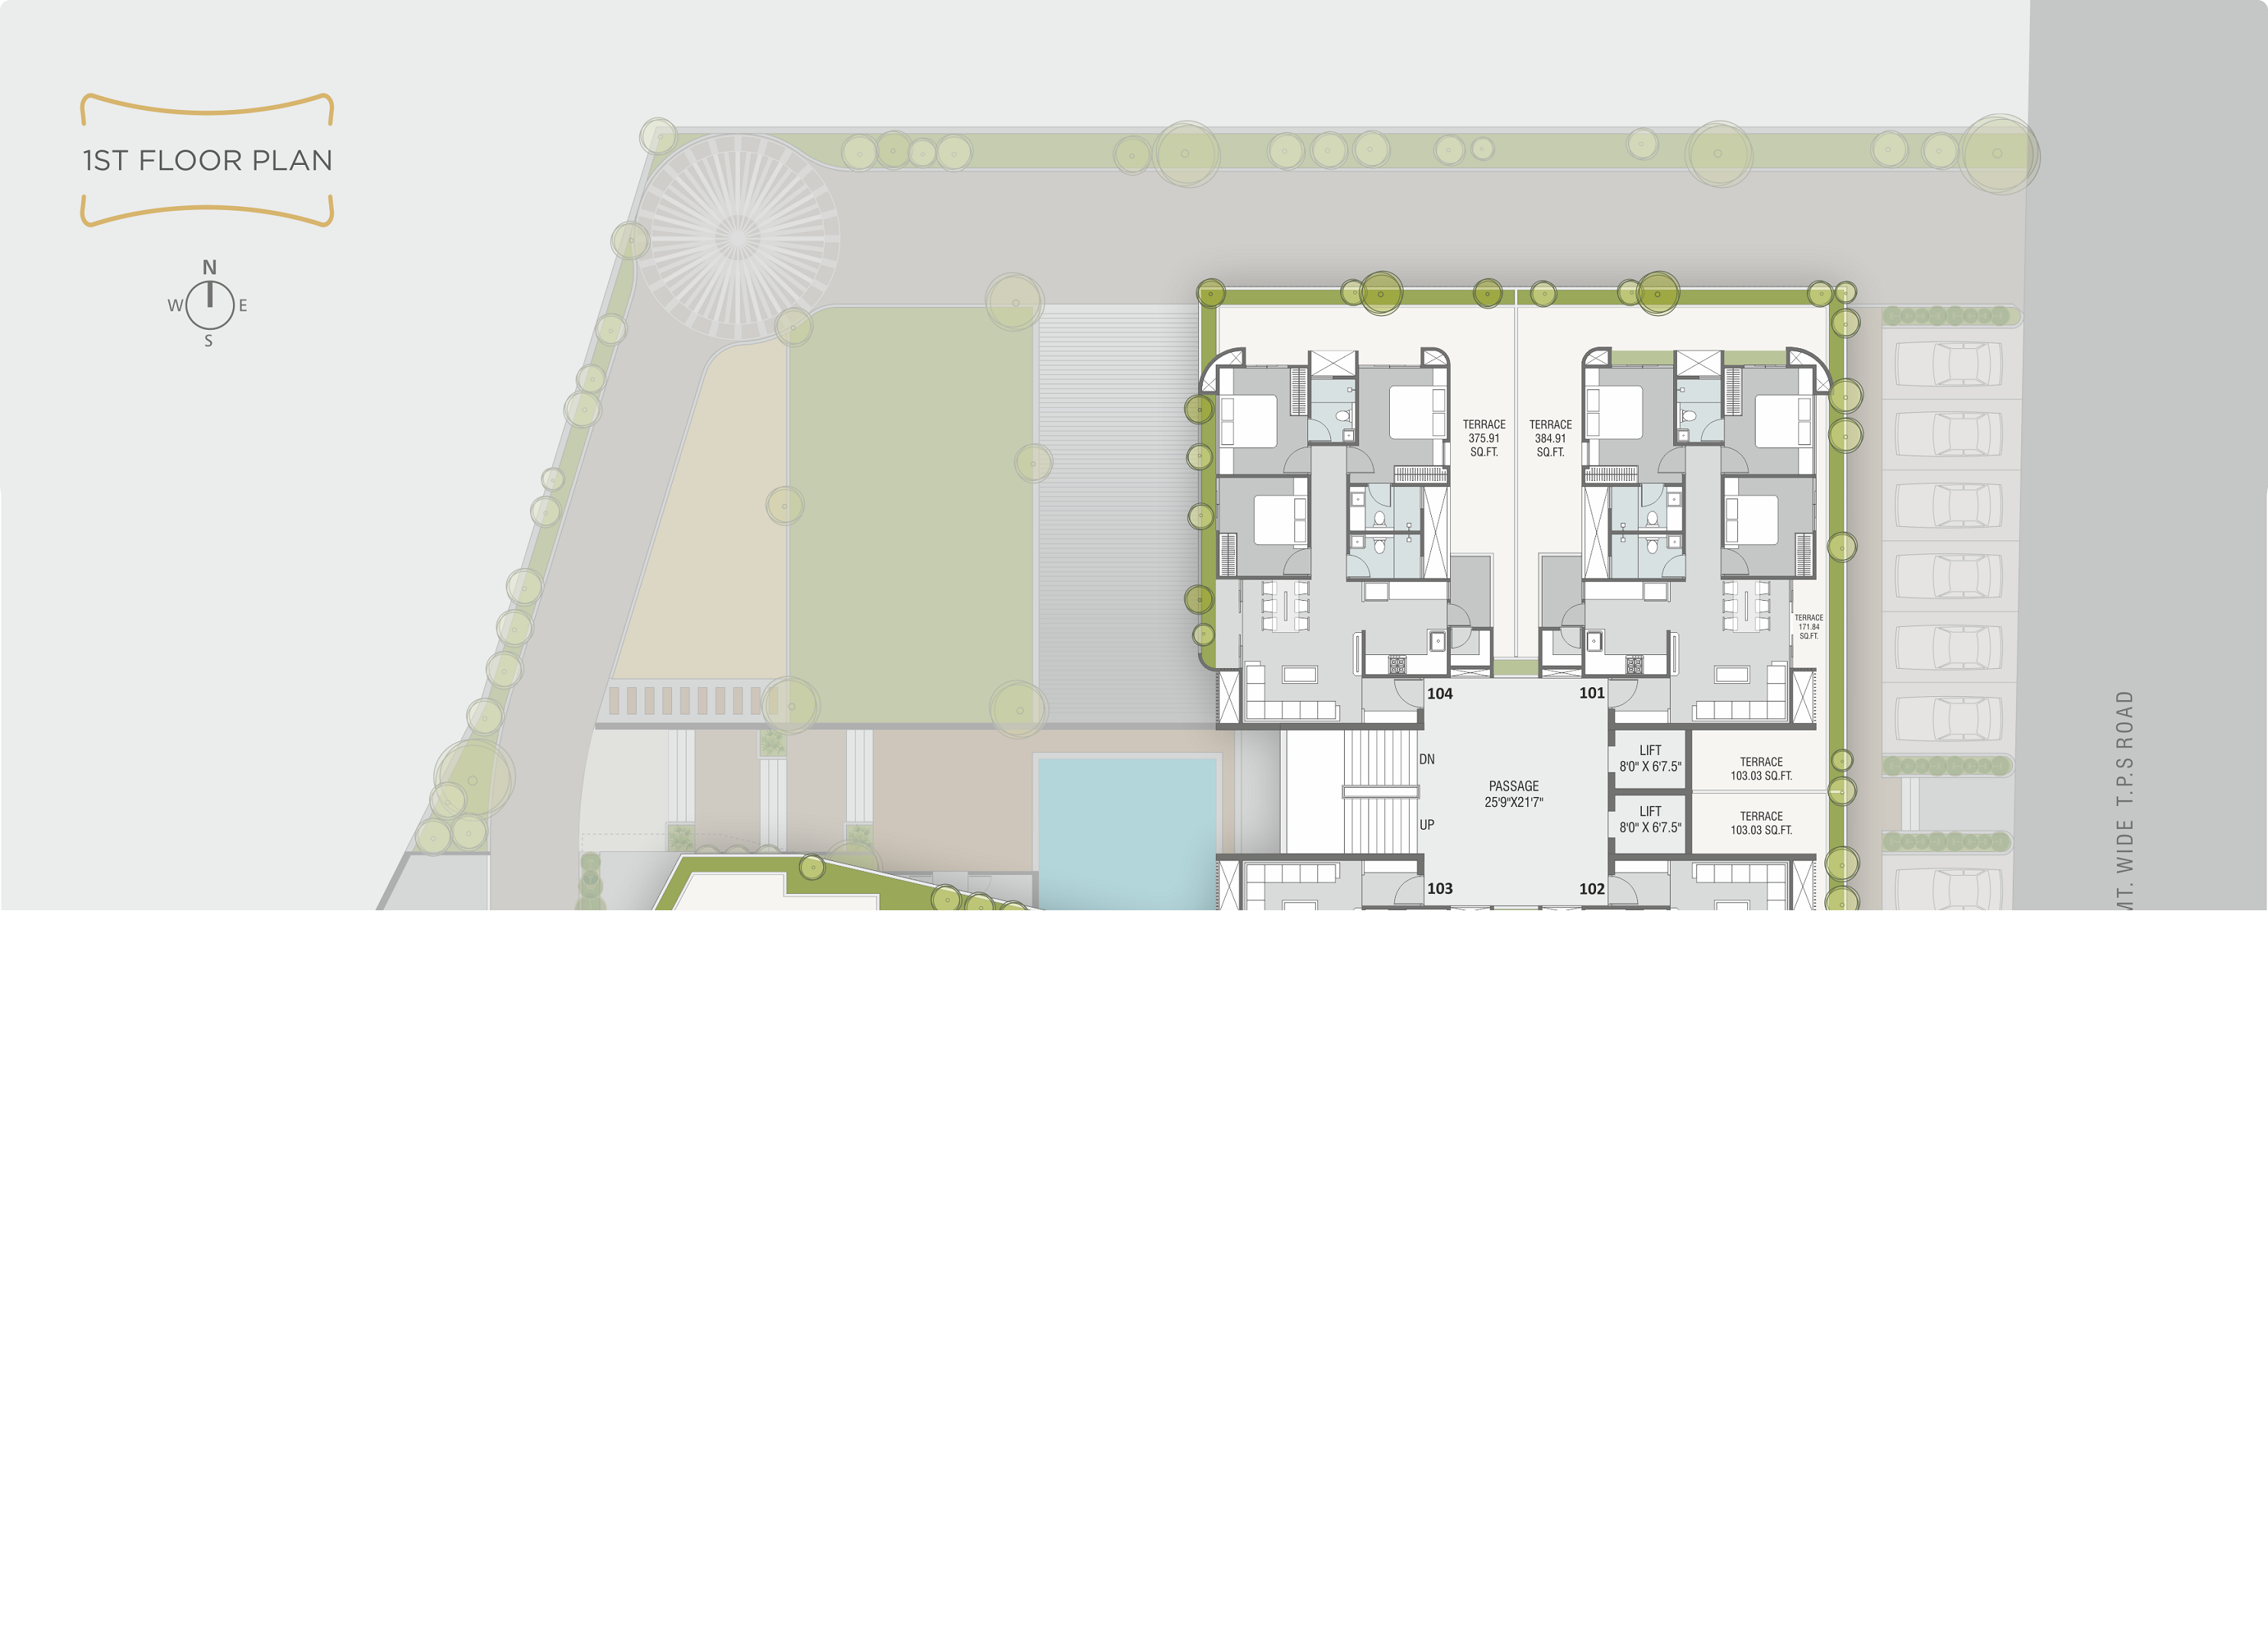 1ST FLOOR PLAN
N
W
E
S
TERRACE
375.91
SQ.FT.
TERRACE
384.91
SQ.FT.
TERRACE
171.84
SQ.FT.
104
101
DN
UP
PASSAGE
25'9"X21'7"
LIFT
8'0" X 6'7.5"
LIFT
8'0" X 6'7.5"
TERRACE
103.03 SQ.FT.
TERRACE
103.03 SQ.FT.
103
102
MT. WIDE T.P.S ROAD